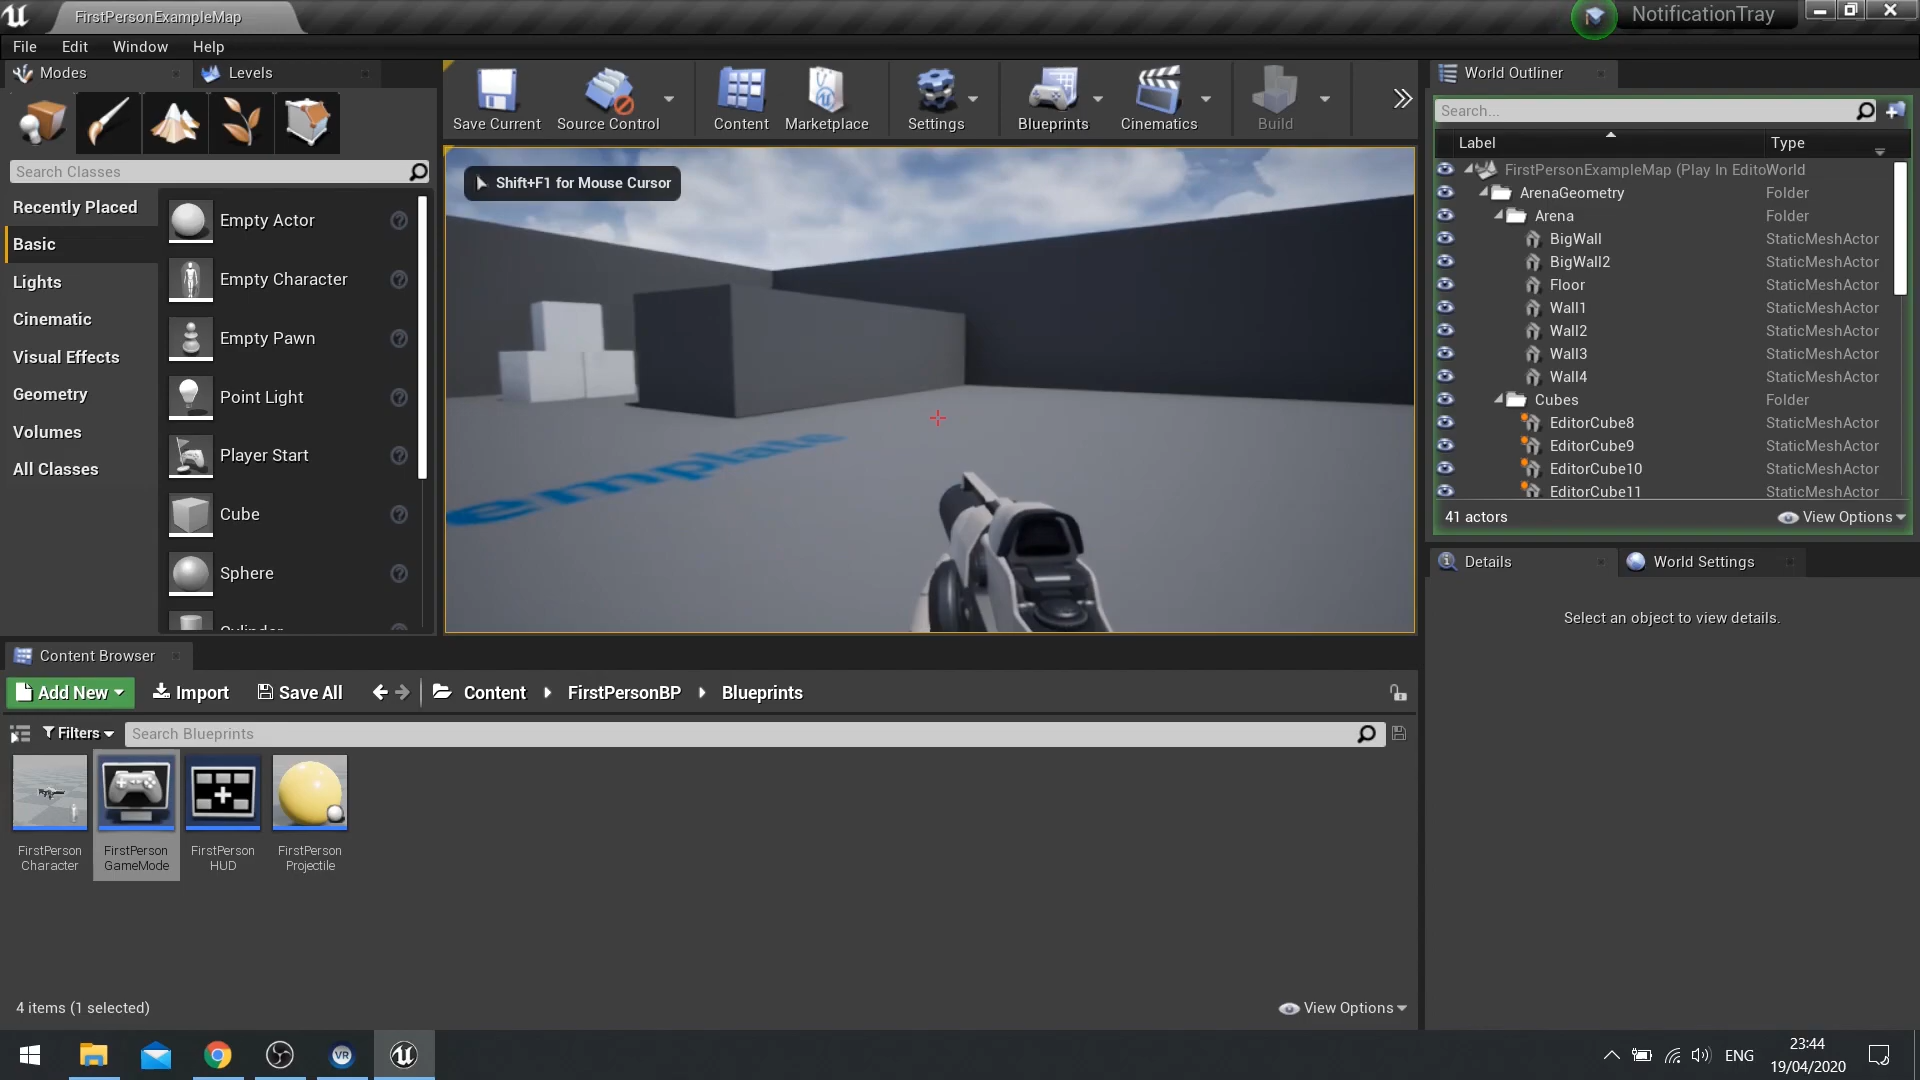 FirstPersonExampleMap
NotificationTray
File Edit Window Help
Modes
Levels
World Outliner
Save Current
Source Control
Content
Marketplace
Settings
Blueprints
Cinematics
Build
Search...
Label
Type
Search Classes
Shift+F1 for Mouse Cursor
Recently Placed
Basic
Lights
Cinematic
Visual Effects
Geometry
Volumes
All Classes
Empty Actor
Empty Character
Empty Pawn
Point Light
Player Start
Cube
Sphere
Cylinder
emplate
FirstPersonExampleMap (Play In EditoWorld
ArenaGeometry Folder
Arena Folder
BigWall StaticMeshActor
BigWall2 StaticMeshActor
Floor StaticMeshActor
Wall1 StaticMeshActor
Wall2 StaticMeshActor
Wall3 StaticMeshActor
Wall4 StaticMeshActor
Cubes Folder
EditorCube8 StaticMeshActor
EditorCube9 StaticMeshActor
EditorCube10 StaticMeshActor
EditorCube11 StaticMeshActor
41 actors
View Options
Details
World Settings
Select an object to view details.
Content Browser
Add New
Import
Save All
Content
FirstPersonBP
Blueprints
Filters
Search Blueprints
FirstPerson
Character
FirstPerson
GameMode
FirstPerson
HUD
FirstPerson
Projectile
4 items (1 selected)
View Options
VR
ENG
23:44
19/04/2020